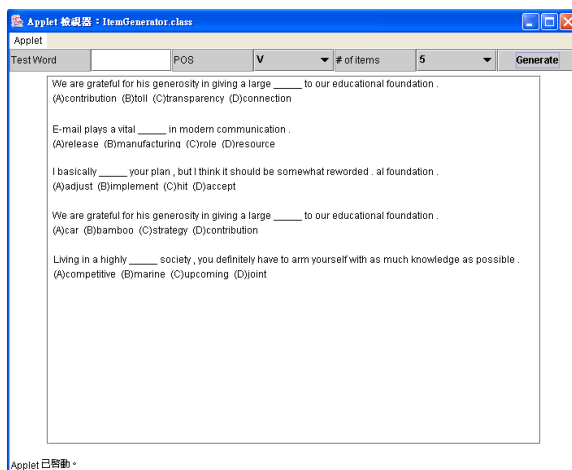 Applet 檢視器：ItemGenerator.class
Applet
Test Word POS V # of items 5 Generate
We are grateful for his generosity in giving a large _____ to our educational foundation .
(A)contribution (B)toll (C)transparency (D)connection
E-mail plays a vital _____ in modern communication .
(A)release (B)manufacturing (C)role (D)resource
I basically _____ your plan , but I think it should be somewhat reworded . al foundation .
(A)adjust (B)implement (C)hit (D)accept
We are grateful for his generosity in giving a large _____ to our educational foundation .
(A)car (B)bamboo (C)strategy (D)contribution
Living in a highly _____ society , you definitely have to arm yourself with as much knowledge as possible .
(A)competitive (B)marine (C)upcoming (D)joint
Applet 已啟動。